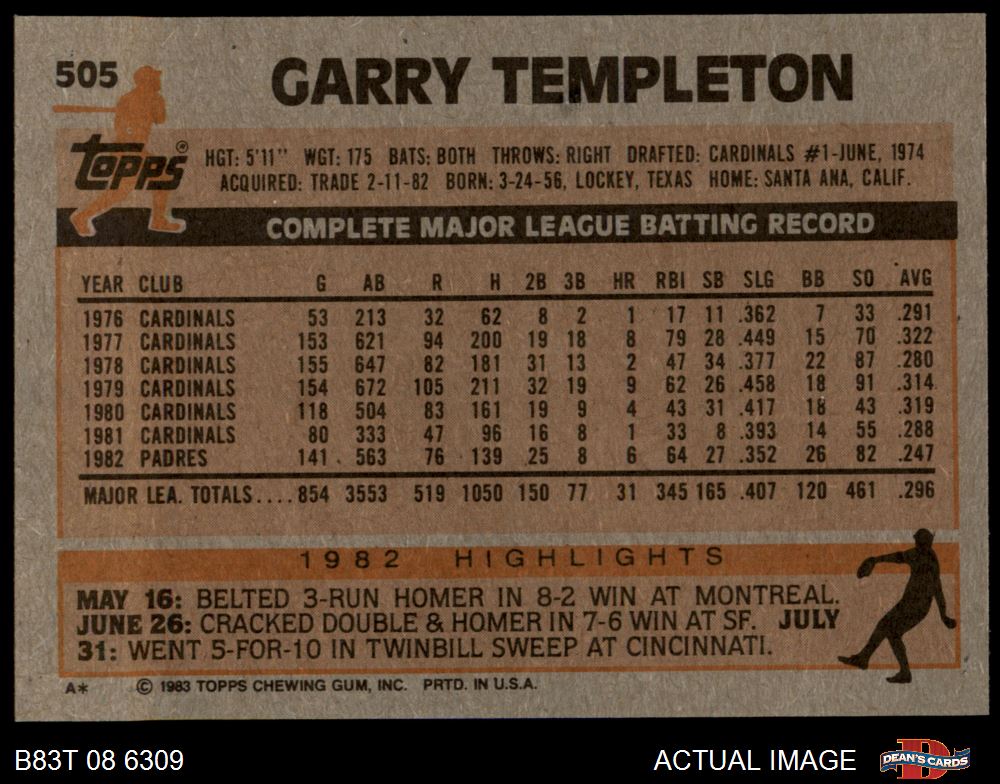 505
GARRY TEMPLETON
TOPPS®
HGT: 5'11" WGT: 175 BATS: BOTH THROWS: RIGHT DRAFTED: CARDINALS #1-JUNE, 1974
ACQUIRED: TRADE 2-11-82 BORN: 3-24-56, LOCKEY, TEXAS HOME: SANTA ANA, CALIF.
COMPLETE MAJOR LEAGUE BATTING RECORD
YEAR CLUB G AB R H 2B 3B HR RBI SB SLG BB SO AVG
1976 CARDINALS 53 213 32 62 8 2 1 17 11 .362 7 33 .291
1977 CARDINALS 153 621 94 200 19 18 8 79 28 .449 15 70 .322
1978 CARDINALS 155 647 82 181 31 13 2 47 34 .377 22 87 .280
1979 CARDINALS 154 672 105 211 32 19 9 62 26 .458 18 91 .314
1980 CARDINALS 118 504 83 161 19 9 4 43 31 .417 18 43 .319
1981 CARDINALS 80 333 47 96 16 8 1 33 8 .393 14 55 .288
1982 PADRES 141 563 76 139 25 8 6 64 27 .352 26 82 .247
MAJOR LEA. TOTALS.... 854 3553 519 1050 150 77 31 345 165 .407 120 461 .296
1982 HIGHLIGHTS
MAY 16: BELTED 3-RUN HOMER IN 8-2 WIN AT MONTREAL.
JUNE 26: CRACKED DOUBLE & HOMER IN 7-6 WIN AT SF. JULY
31: WENT 5-FOR-10 IN TWINBILL SWEEP AT CINCINNATI.
A* © 1983 TOPPS CHEWING GUM, INC. PRTD. IN U.S.A.
B83T 08 6309 ACTUAL IMAGE D DEAN'S CARDS